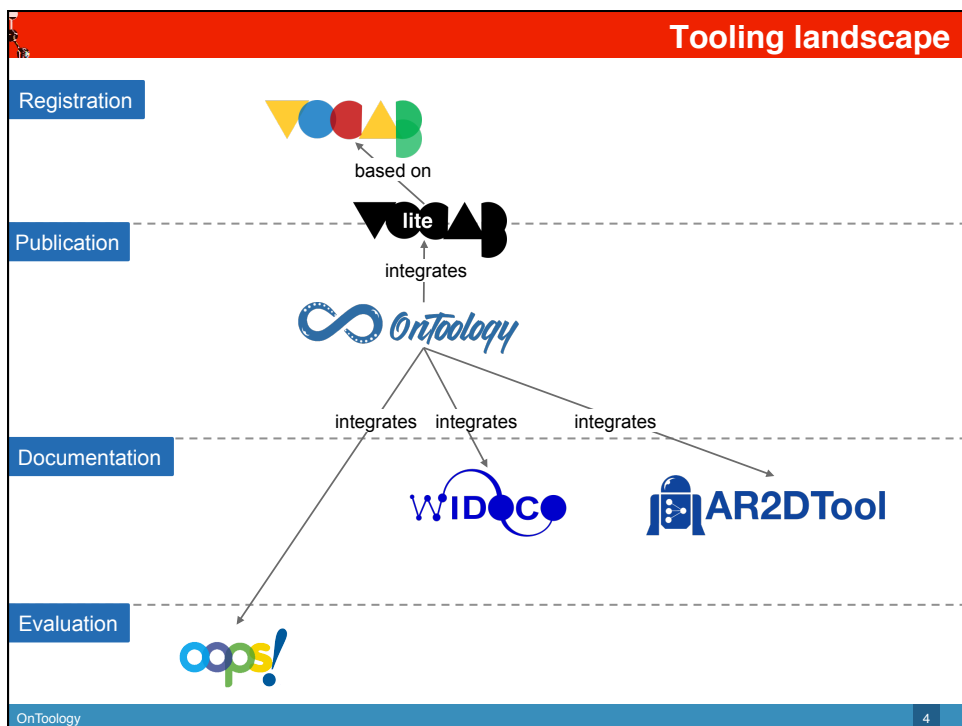 Tooling landscape
Registration
VOCAB
based on
VOCAB
lite
Publication
integrates
OnToology
integrates integrates integrates
Documentation
WIDOCO
AR2DTool
Evaluation
oops!
OnToology
4